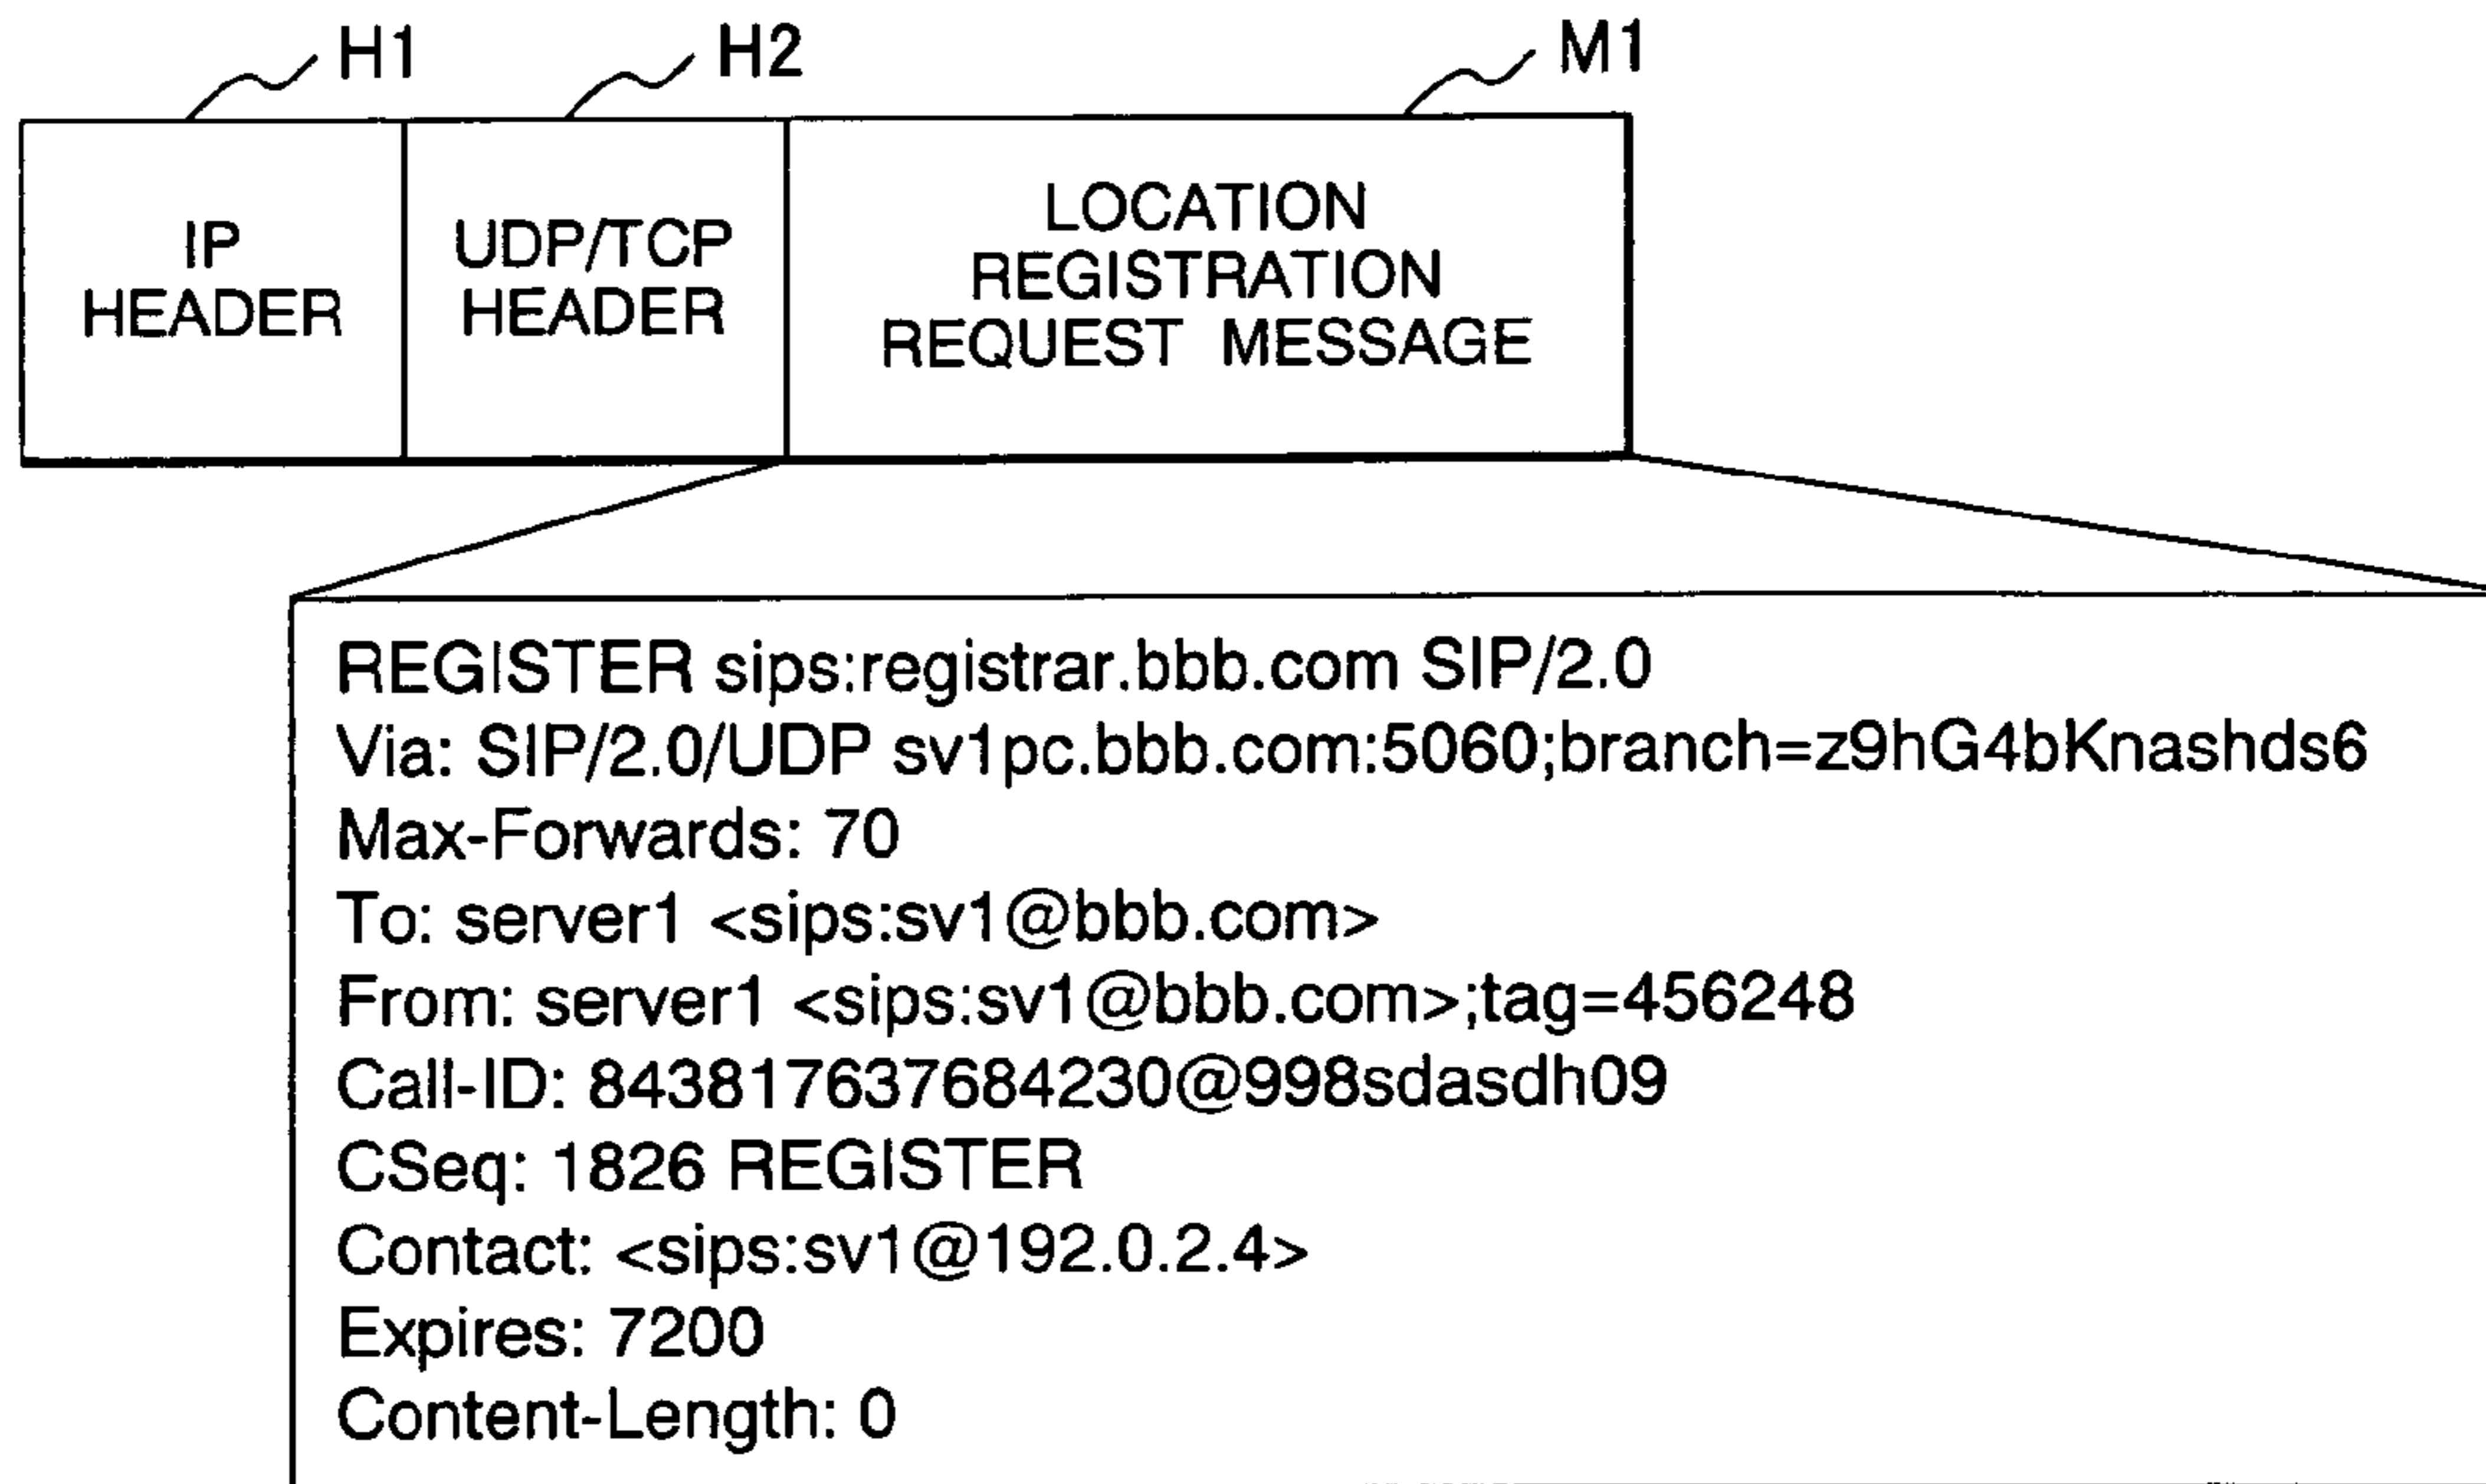 H1
H2
M1
IP
HEADER
UDP/TCP
HEADER
LOCATION
REGISTRATION
REQUEST MESSAGE
REGISTER sips:registrar.bbb.com SIP/2.0
Via: SIP/2.0/UDP sv1pc.bbb.com:5060;branch=z9hG4bKnashds6
Max-Forwards: 70
To: server1 <sips:sv1@bbb.com>
From: server1 <sips:sv1@bbb.com>;tag=456248
Call-ID: 843817637684230@998sdasdh09
CSeq: 1826 REGISTER
Contact: <sips:sv1@192.0.2.4>
Expires: 7200
Content-Length: 0